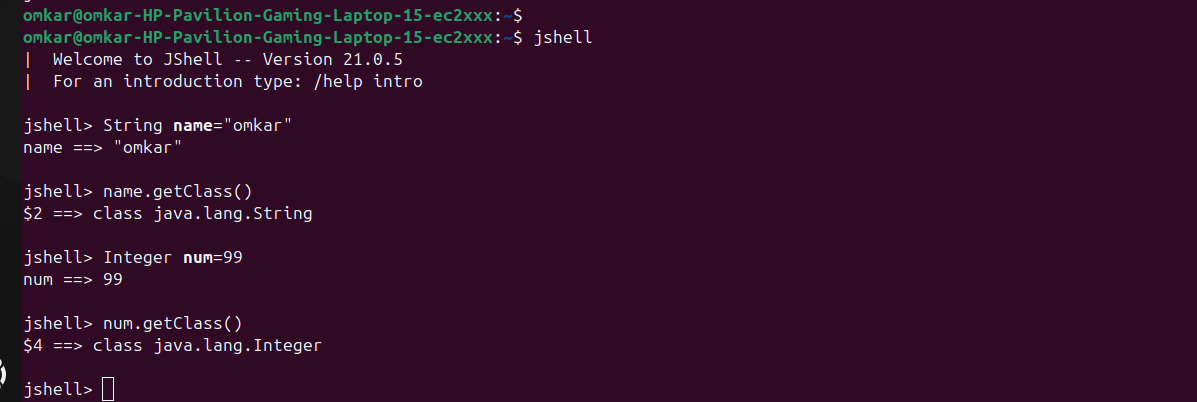 omkar@omkar-HP-Pavilion-Gaming-Laptop-15-ec2xxx:~$
omkar@omkar-HP-Pavilion-Gaming-Laptop-15-ec2xxx:~$ jshell
|  Welcome to JShell -- Version 21.0.5
|  For an introduction type: /help intro
jshell> String name="omkar"
name ==> "omkar"
jshell> name.getClass()
$2 ==> class java.lang.String
jshell> Integer num=99
num ==> 99
jshell> num.getClass()
$4 ==> class java.lang.Integer
jshell>